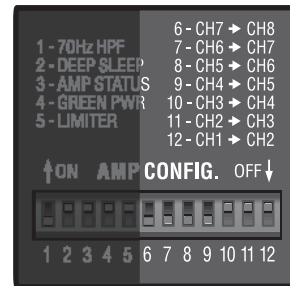 1 - 70Hz HPF
2 - DEEP SLEEP
3 - AMP STATUS
4 - GREEN PWR
5 - LIMITER
6 - CH7 ➔ CH8
7 - CH6 ➔ CH7
8 - CH5 ➔ CH6
9 - CH4 ➔ CH5
10 - CH3 ➔ CH4
11 - CH2 ➔ CH3
12 - CH1 ➔ CH2
↑ON AMP CONFIG. OFF↓
1 2 3 4 5 6 7 8 9 10 11 12